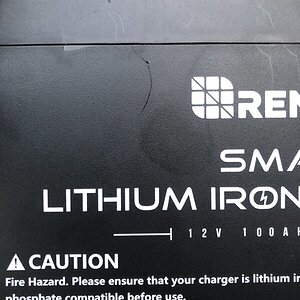 REN
SMA
LITHIUM IRON
12V 100AH
CAUTION
Fire Hazard. Please ensure that your charger is lithium ir
phosphate compatible before use.